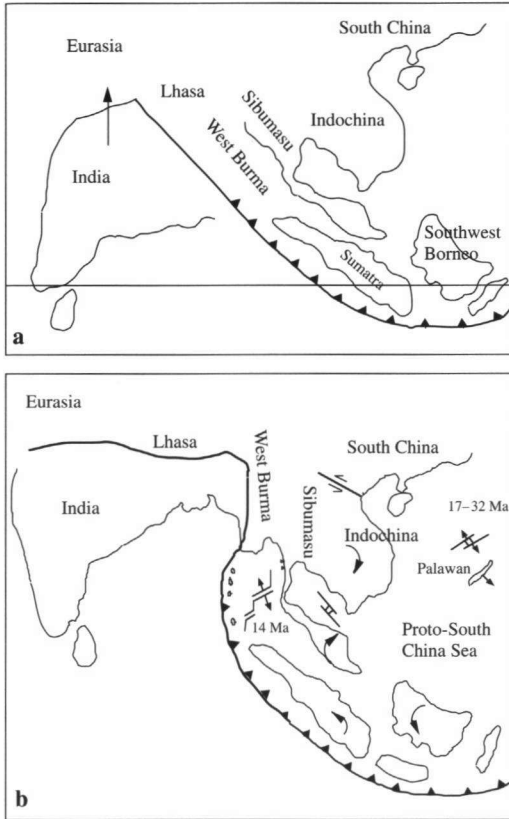 South China
Eurasia
Lhasa
Sibumasu
Indochina
West Burma
India
Southwest
Borneo
Sumatra
a
Eurasia
Lhasa
West Burma
South China
Sibumasu
India
17–32 Ma
Indochina
Palawan
14 Ma
Proto-South
China Sea
b